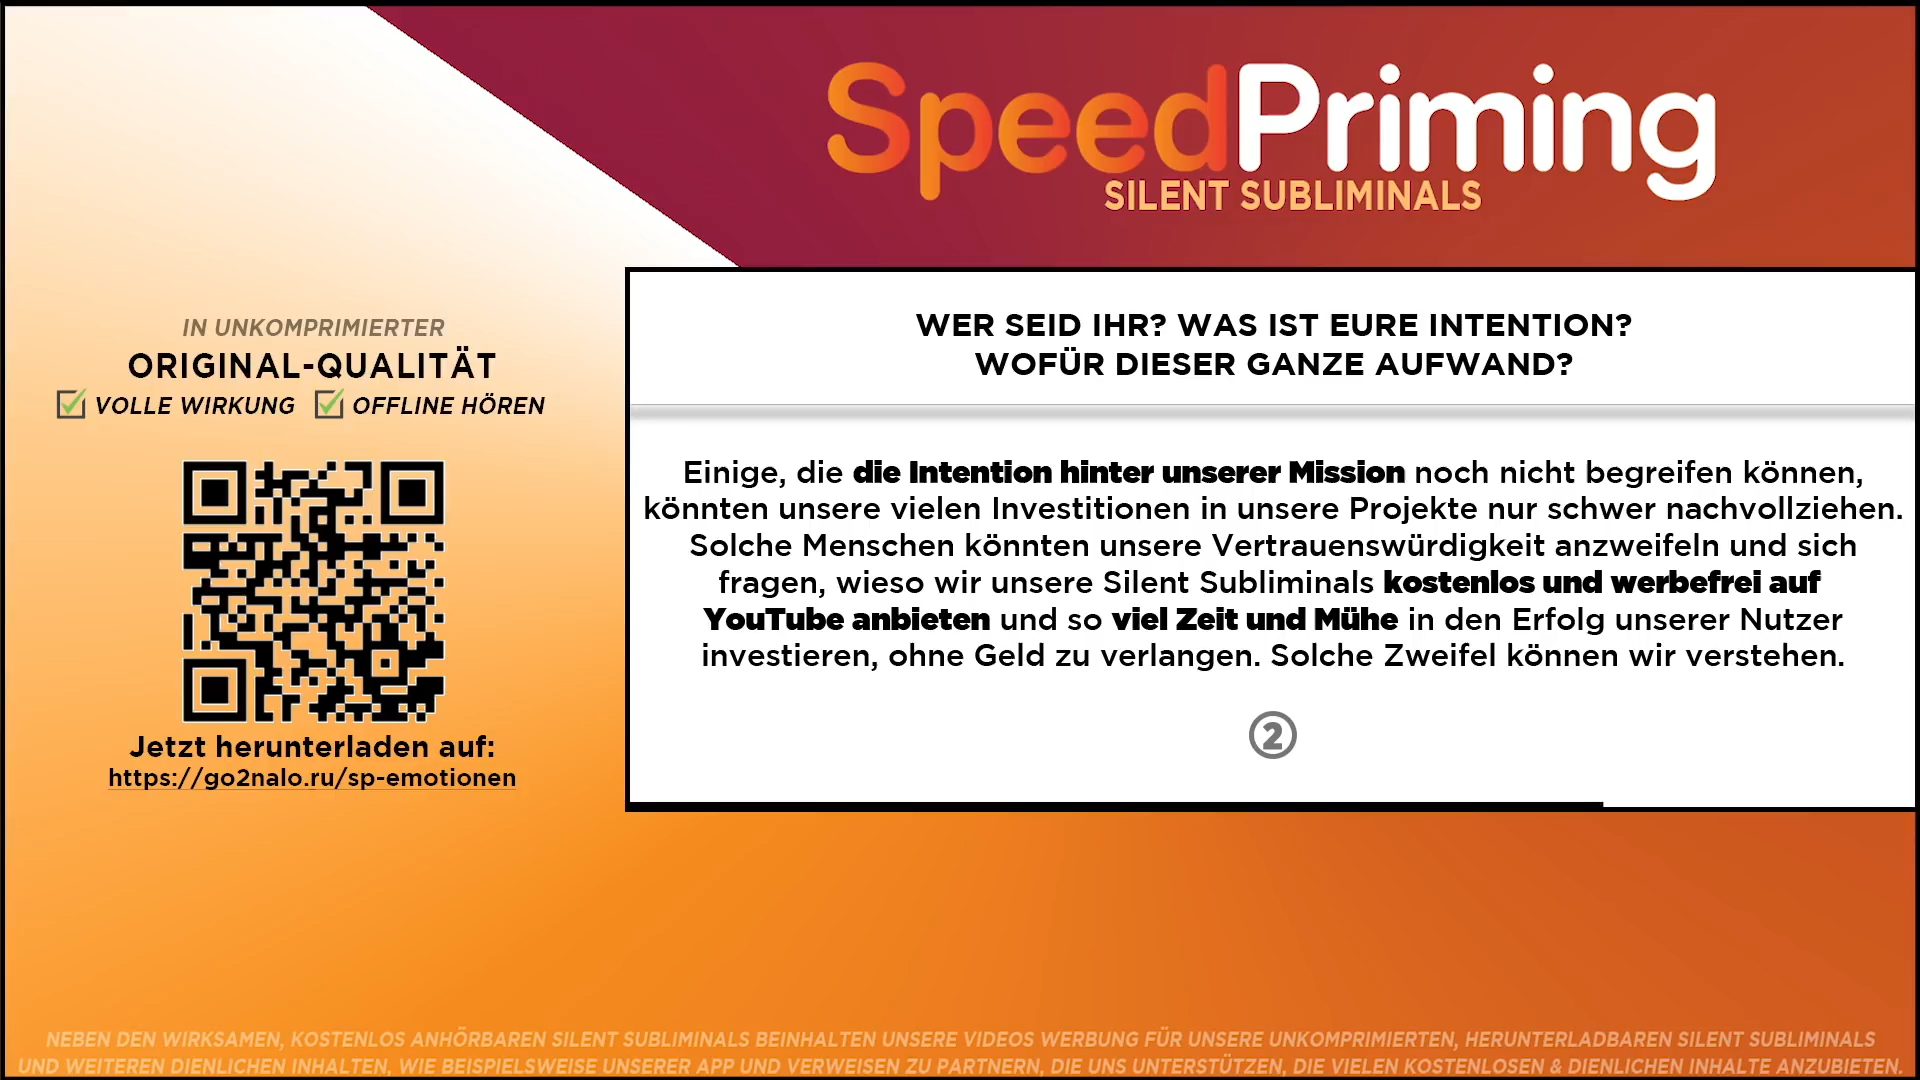 SpeedPriming
SILENT SUBLIMINALS
IN UNKOMPRIMIERTER
ORIGINAL-QUALITÄT
VOLLE WIRKUNG OFFLINE HÖREN
Jetzt herunterladen auf:
https://go2nalo.ru/sp-emotionen
WER SEID IHR? WAS IST EURE INTENTION?
WOFÜR DIESER GANZE AUFWAND?
Einige, die die Intention hinter unserer Mission noch nicht begreifen können,
könnten unsere vielen Investitionen in unsere Projekte nur schwer nachvollziehen.
Solche Menschen könnten unsere Vertrauenswürdigkeit anzweifeln und sich
fragen, wieso wir unsere Silent Subliminals kostenlos und werbefrei auf
YouTube anbieten und so viel Zeit und Mühe in den Erfolg unserer Nutzer
investieren, ohne Geld zu verlangen. Solche Zweifel können wir verstehen.
2
NEBEN DEN WIRKSAMEN, KOSTENLOS ANHÖRBAREN SILENT SUBLIMINALS BEINHALTEN UNSERE VIDEOS WERBUNG FÜR UNSERE UNKOMPRIMIERTEN, HERUNTERLADBAREN SILENT SUBLIMINALS
UND WEITEREN DIENLICHEN INHALTEN, WIE BEISPIELSWEISE UNSERER APP UND VERWEISEN ZU PARTNERN, DIE UNS UNTERSTÜTZEN, DIE VIELEN KOSTENLOSEN & DIENLICHEN INHALTE ANZUBIETEN.